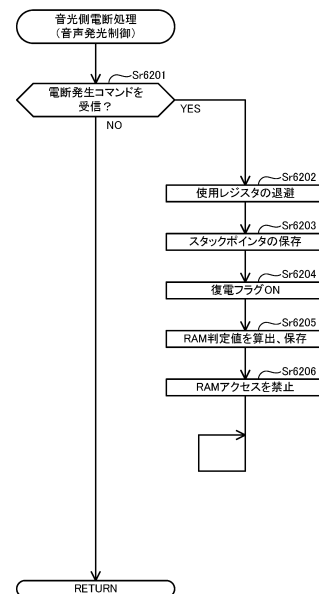 音光側電断処理
(音声発光制御)
Sr6201
電断発生コマンドを
受信？
YES
NO
Sr6202
使用レジスタの退避
Sr6203
スタックポインタの保存
Sr6204
復電フラグON
Sr6205
RAM判定値を算出、保存
Sr6206
RAMアクセスを禁止
RETURN